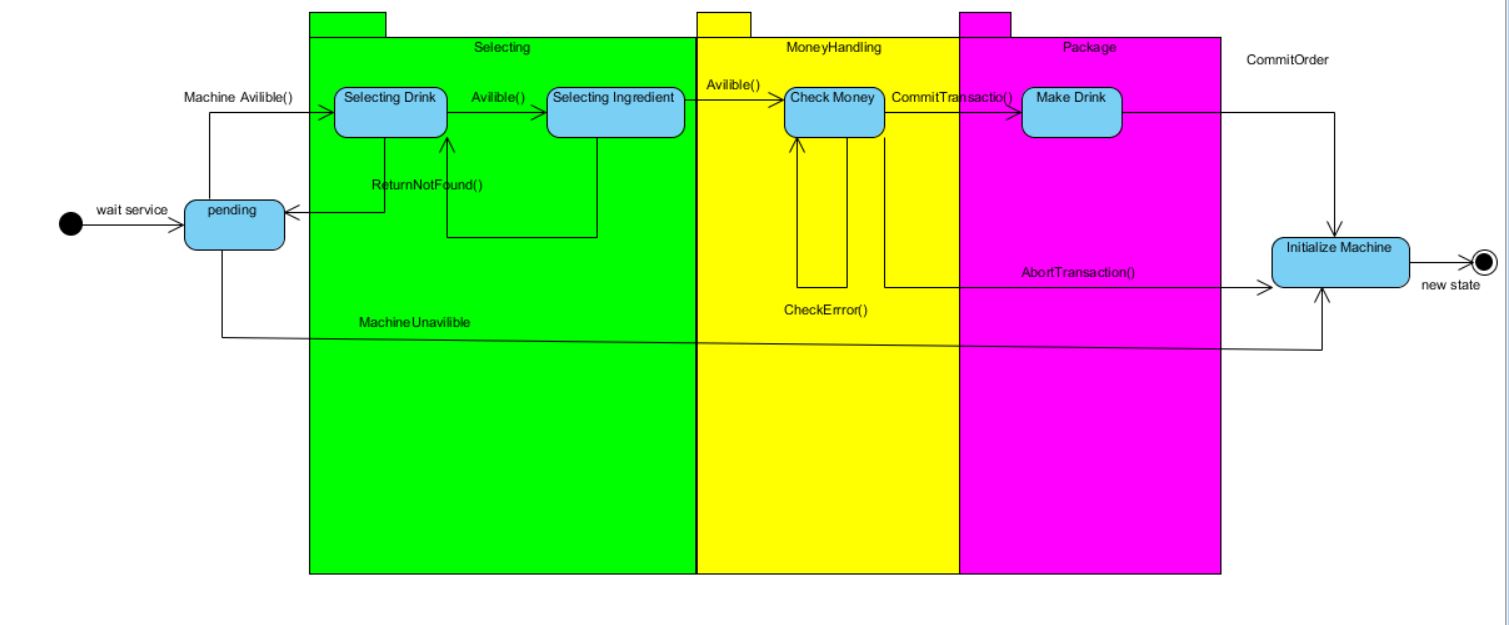 Selecting
MoneyHandling
Package
CommitOrder
Machine Avilible()
Selecting Drink
Avilible()
Selecting Ingredient
Avilible()
Check Money
CommitTransactio()
Make Drink
ReturnNotFound()
wait service
pending
Initialize Machine
AbortTransaction()
new state
CheckErrror()
MachineUnavilible